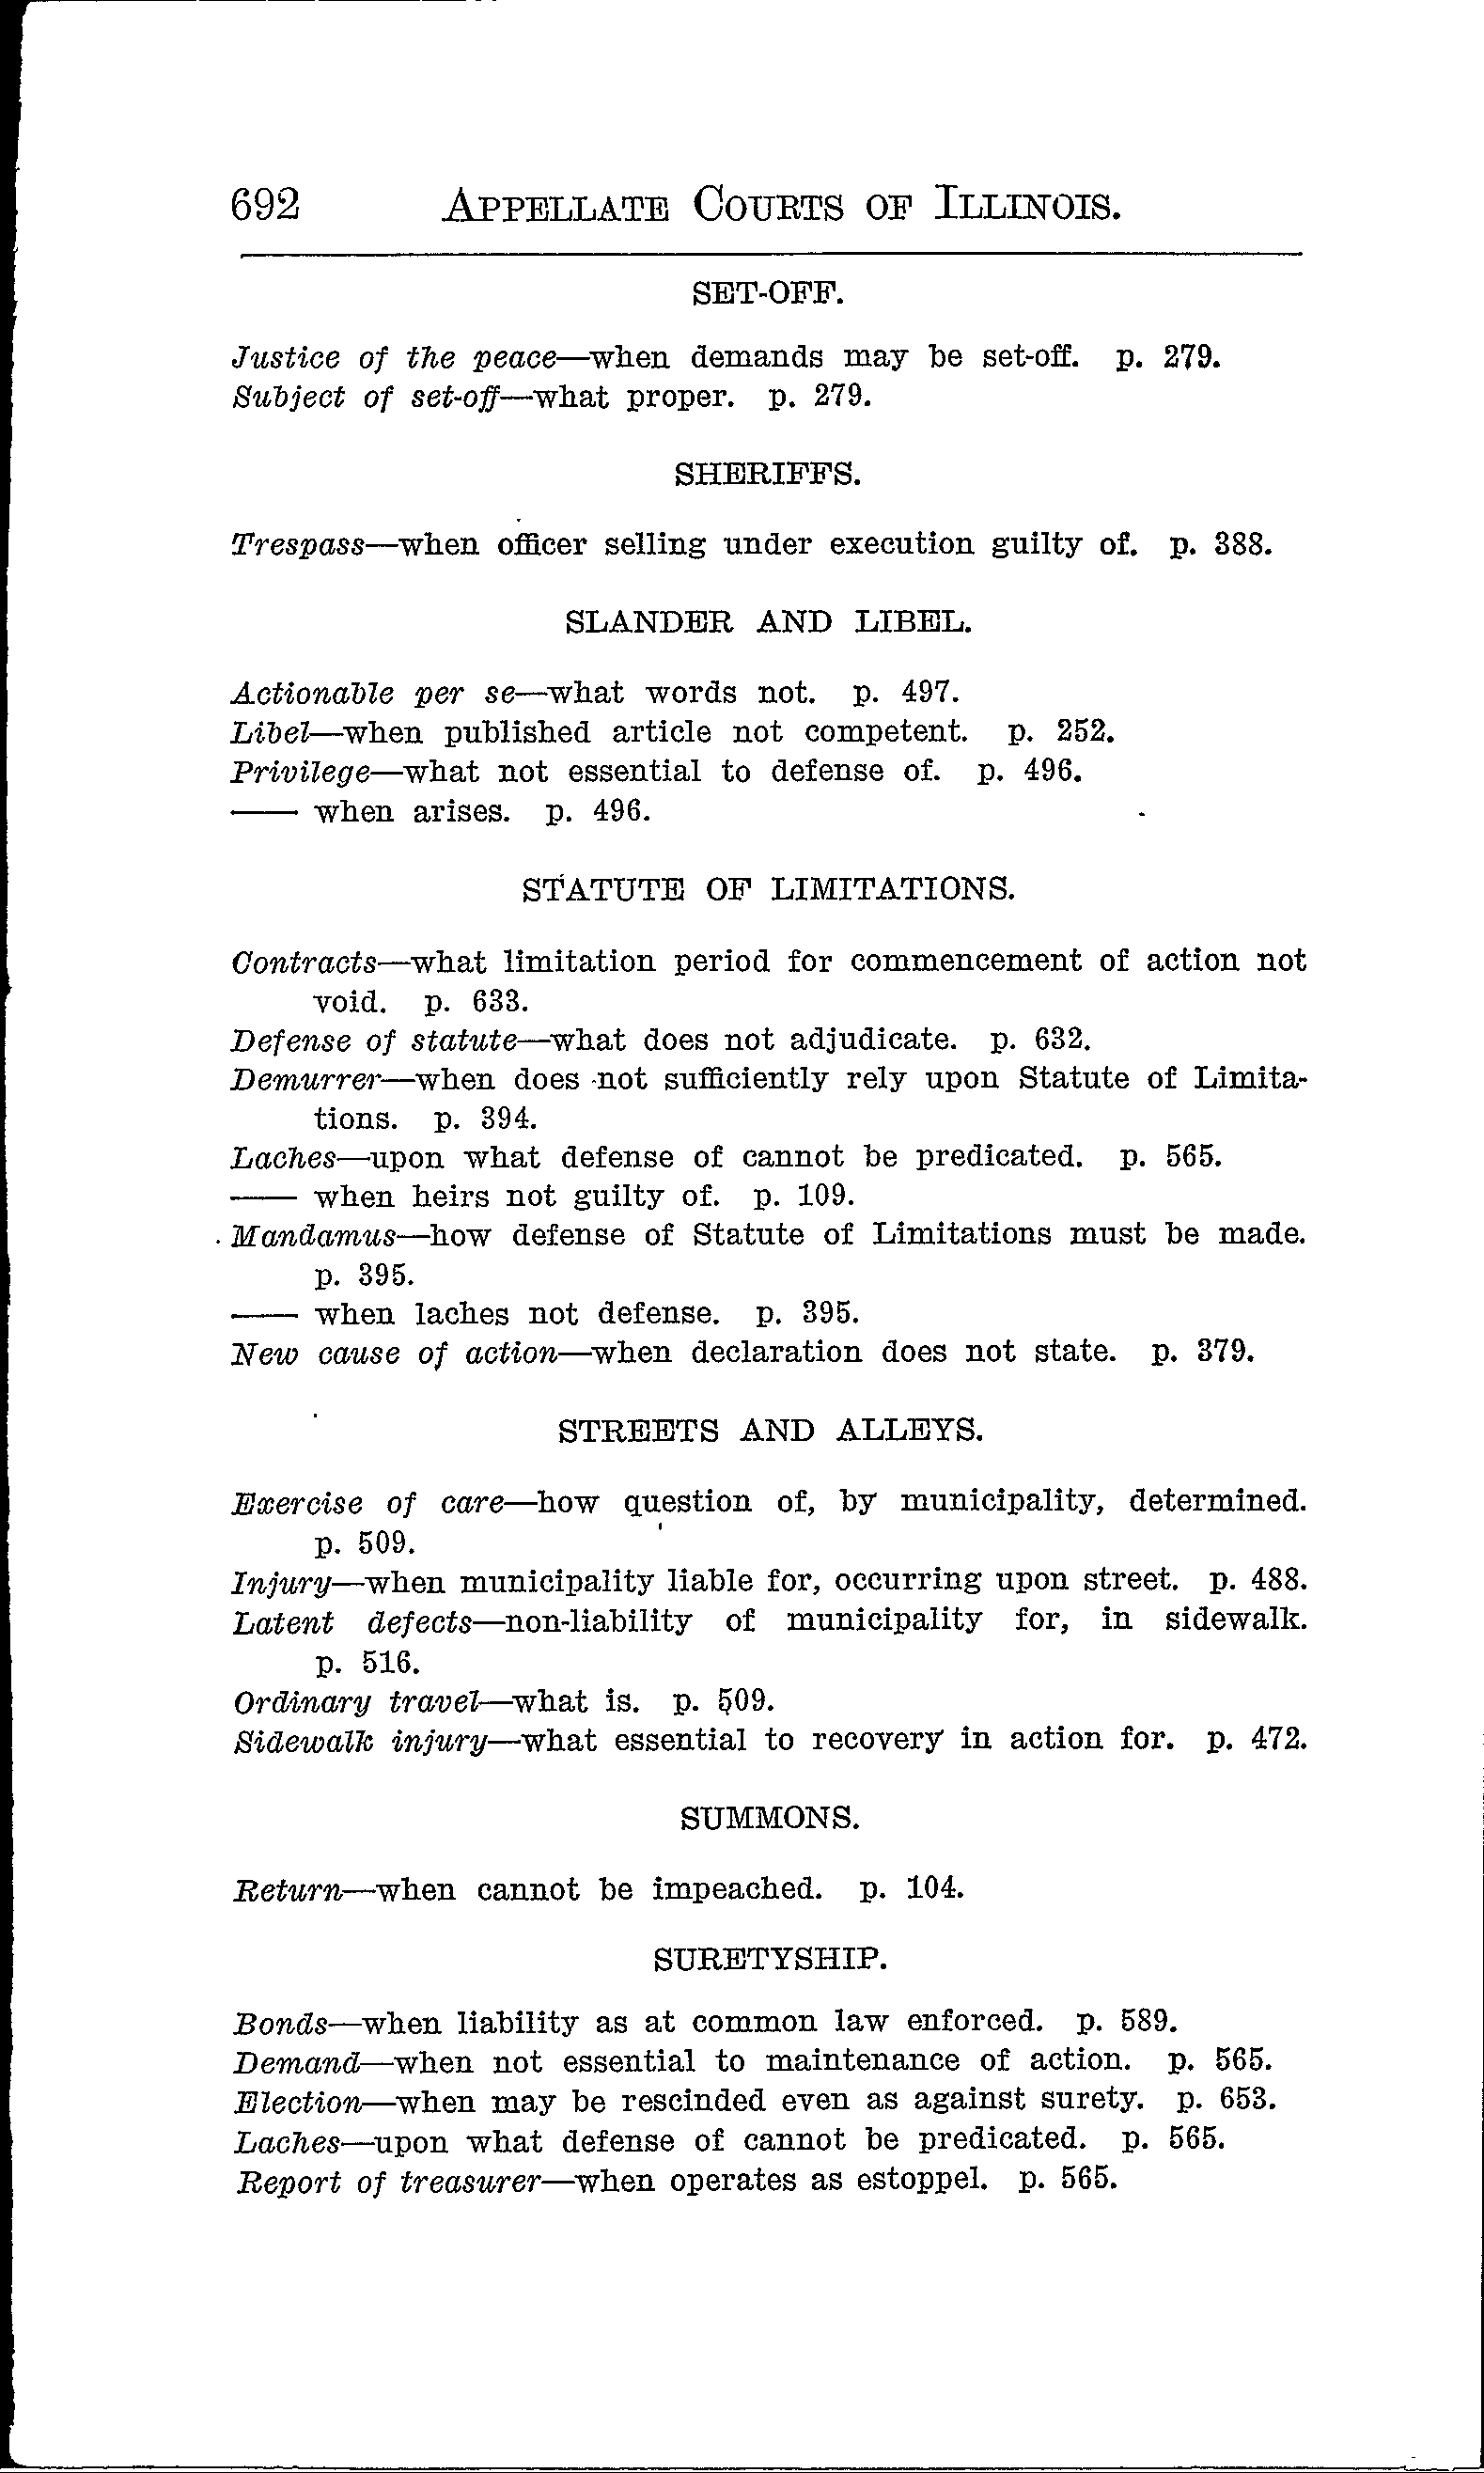 692 APPELLATE COURTS OF ILLINOIS.
SET-OFF.
Justice of the peace—when demands may be set-off. p. 279.
Subject of set-off—what proper. p. 279.
SHERIFFS.
Trespass—when officer selling under execution guilty of. p. 388.
SLANDER AND LIBEL.
Actionable per se—what words not. p. 497.
Libel—when published article not competent. p. 252.
Privilege—what not essential to defense of. p. 496.
—— when arises. p. 496.
STATUTE OF LIMITATIONS.
Contracts—what limitation period for commencement of action not
void. p. 633.
Defense of statute—what does not adjudicate. p. 632.
Demurrer—when does not sufficiently rely upon Statute of Limita-
tions. p. 394.
Laches—upon what defense of cannot be predicated. p. 565.
—— when heirs not guilty of. p. 109.
Mandamus—how defense of Statute of Limitations must be made.
p. 395.
—— when laches not defense. p. 395.
New cause of action—when declaration does not state. p. 379.
STREETS AND ALLEYS.
Exercise of care—how question of, by municipality, determined.
p. 509.
Injury—when municipality liable for, occurring upon street. p. 488.
Latent defects—non-liability of municipality for, in sidewalk.
p. 516.
Ordinary travel—what is. p. 509.
Sidewalk injury—what essential to recovery in action for. p. 472.
SUMMONS.
Return—when cannot be impeached. p. 104.
SURETYSHIP.
Bonds—when liability as at common law enforced. p. 589.
Demand—when not essential to maintenance of action. p. 565.
Election—when may be rescinded even as against surety. p. 653.
Laches—upon what defense of cannot be predicated. p. 565.
Report of treasurer—when operates as estoppel. p. 565.